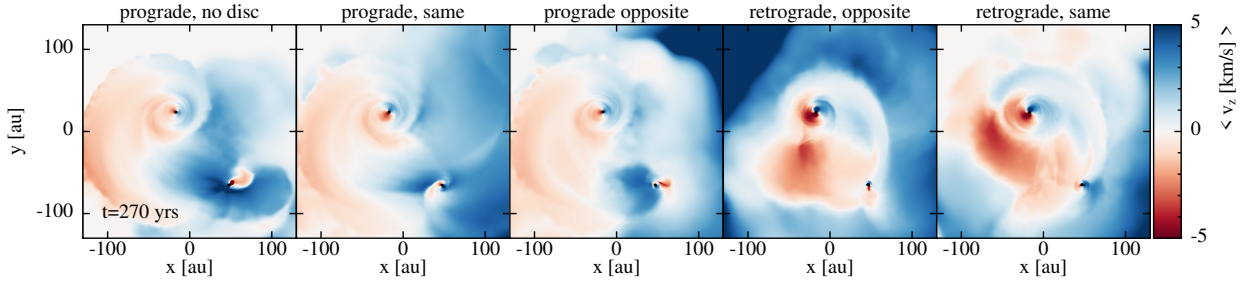 prograde, no disc
prograde, same
prograde opposite
retrograde, opposite
retrograde, same
5
100
0
-100
y [au]
t=270 yrs
0
-5
< v_z [km/s] >
-100 0 100
-100 0 100
-100 0 100
-100 0 100
-100 0 100
x [au]
x [au]
x [au]
x [au]
x [au]